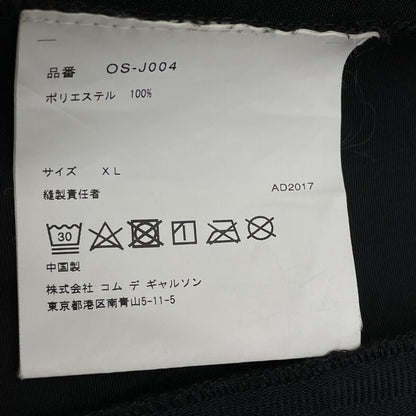 品番 OS-J004
ポリエステル 100%
サイズ XL
縫製責任者 AD2017
30
中国製
株式会社 コム デ ギャルソン
東京都港区南青山5-11-5